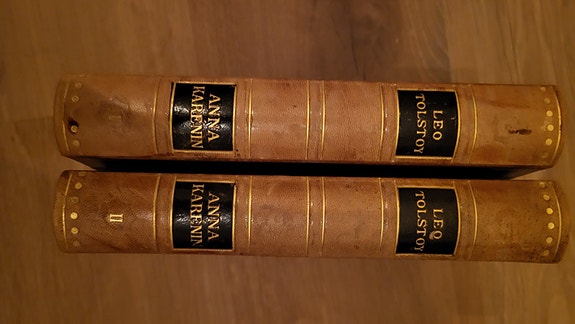 LEO
TOLSTOY
ANNA
KARENIN
I
LEO
TOLSTOY
ANNA
KARENIN
II